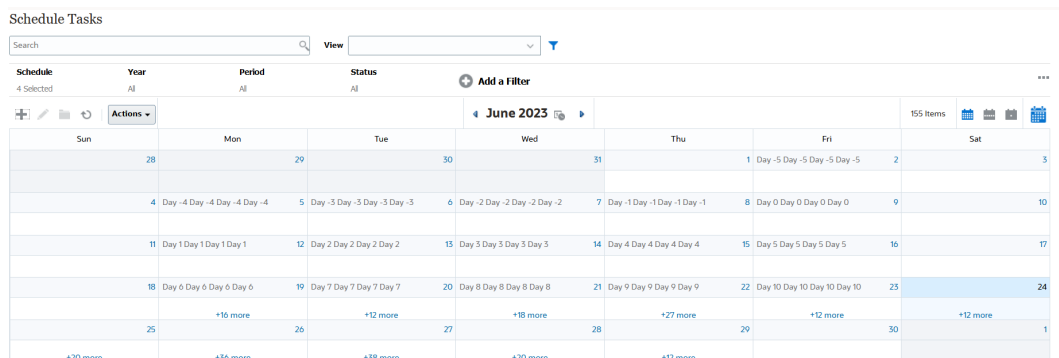 Schedule Tasks
Search
View
Schedule Year Period Status
4 Selected All All All
Add a Filter
Actions
June 2023
155 Items
Sun Mon Tue Wed Thu Fri Sat
28 29 30 31 1 Day -5 Day -5 Day -5 Day -5 2 3
4 Day -4 Day -4 Day -4 Day -4 5 Day -3 Day -3 Day -3 Day -3 6 Day -2 Day -2 Day -2 Day -2 7 Day -1 Day -1 Day -1 Day -1 8 Day 0 Day 0 Day 0 Day 0 9 10
11 Day 1 Day 1 Day 1 Day 1 12 Day 2 Day 2 Day 2 Day 2 13 Day 3 Day 3 Day 3 Day 3 14 Day 4 Day 4 Day 4 Day 4 15 Day 5 Day 5 Day 5 Day 5 16 17
18 Day 6 Day 6 Day 6 Day 6 19 Day 7 Day 7 Day 7 Day 7 20 Day 8 Day 8 Day 8 Day 8 21 Day 9 Day 9 Day 9 Day 9 22 Day 10 Day 10 Day 10 Day 10 23 24
+16 more +12 more +18 more +27 more +12 more +12 more
25 26 27 28 29 30 1
+20 more +36 more +38 more +20 more +12 more